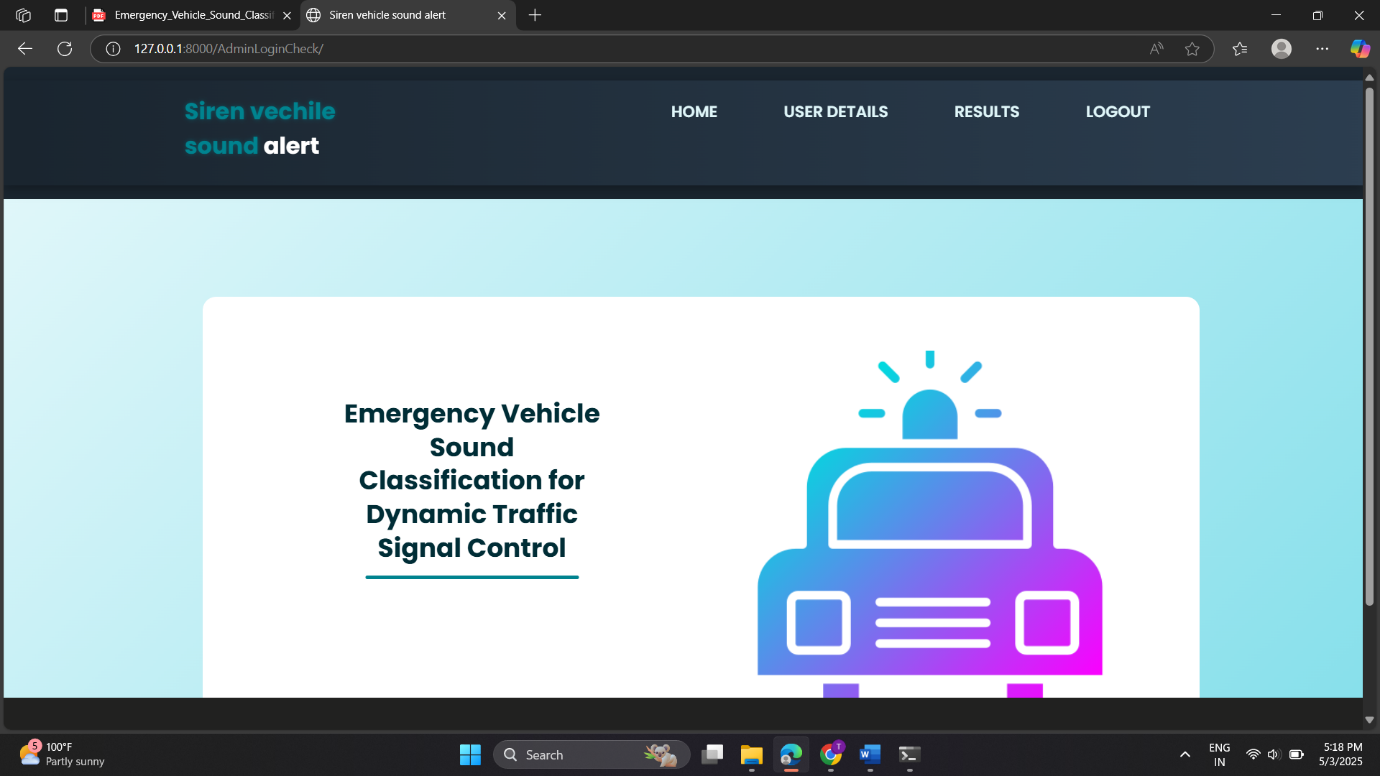 Emergency_Vehicle_Sound_Classif
Siren vehicle sound alert
127.0.0.1:8000/AdminLoginCheck/
Siren vechile
sound alert
HOME
USER DETAILS
RESULTS
LOGOUT
Emergency Vehicle
Sound
Classification for
Dynamic Traffic
Signal Control
5
100°F
Partly sunny
Search
T
W
ENG
IN
5:18 PM
5/3/2025